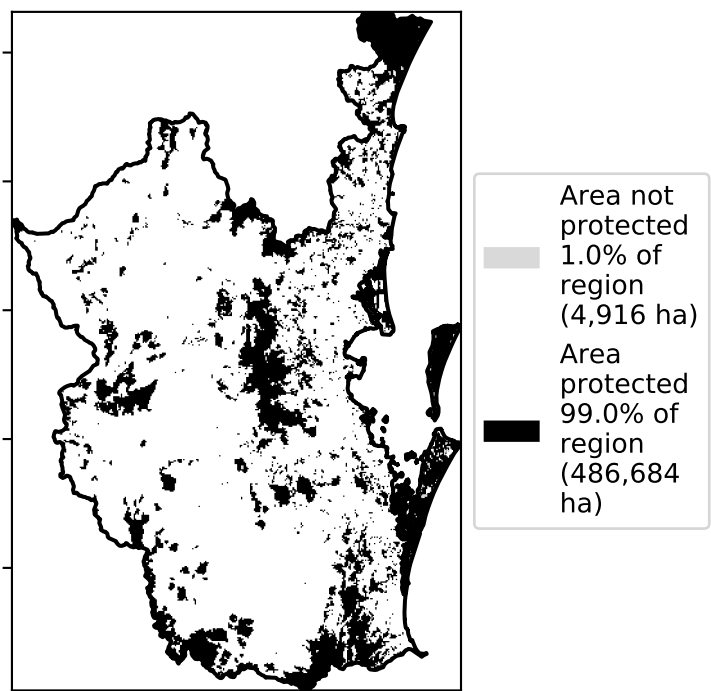 Area not
protected
1.0% of
region
(4,916 ha)
Area
protected
99.0% of
region
(486,684
ha)